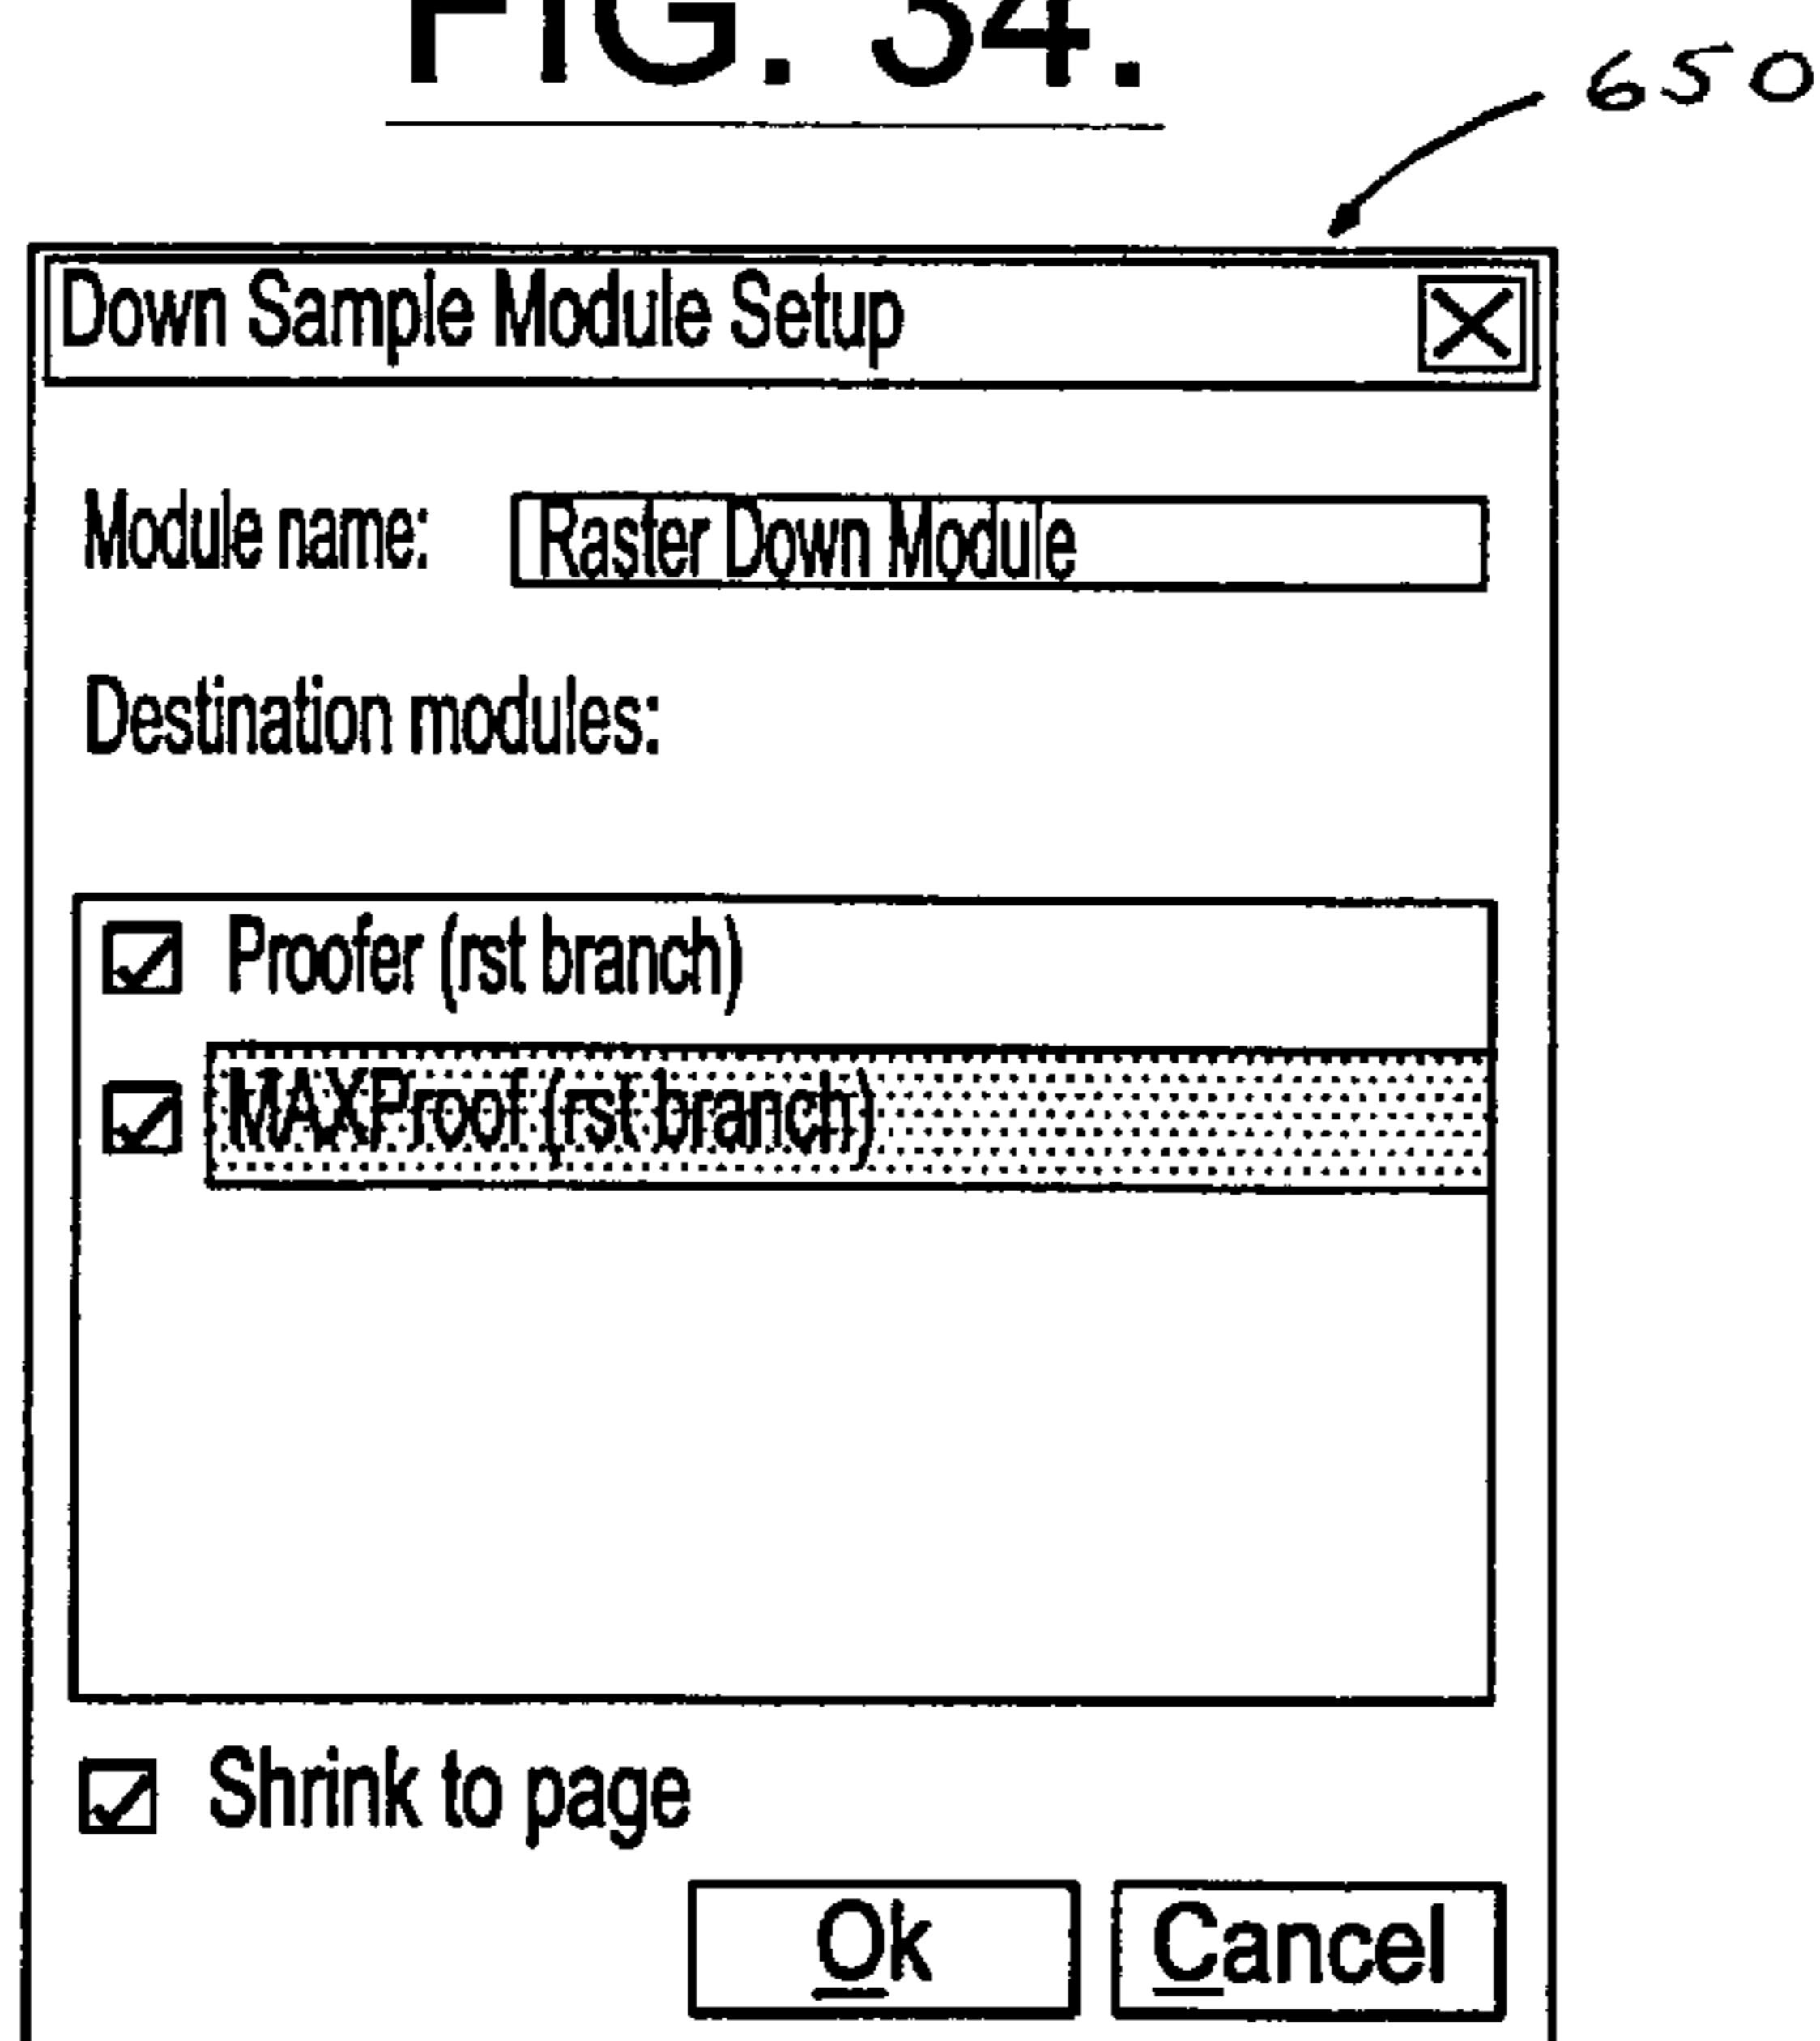 FIG. 34.
650
Down Sample Module Setup
Module name: Raster Down Module
Destination modules:
Proofer (rst branch)
MAXProof (rst branch)
Shrink to page
Ok Cancel